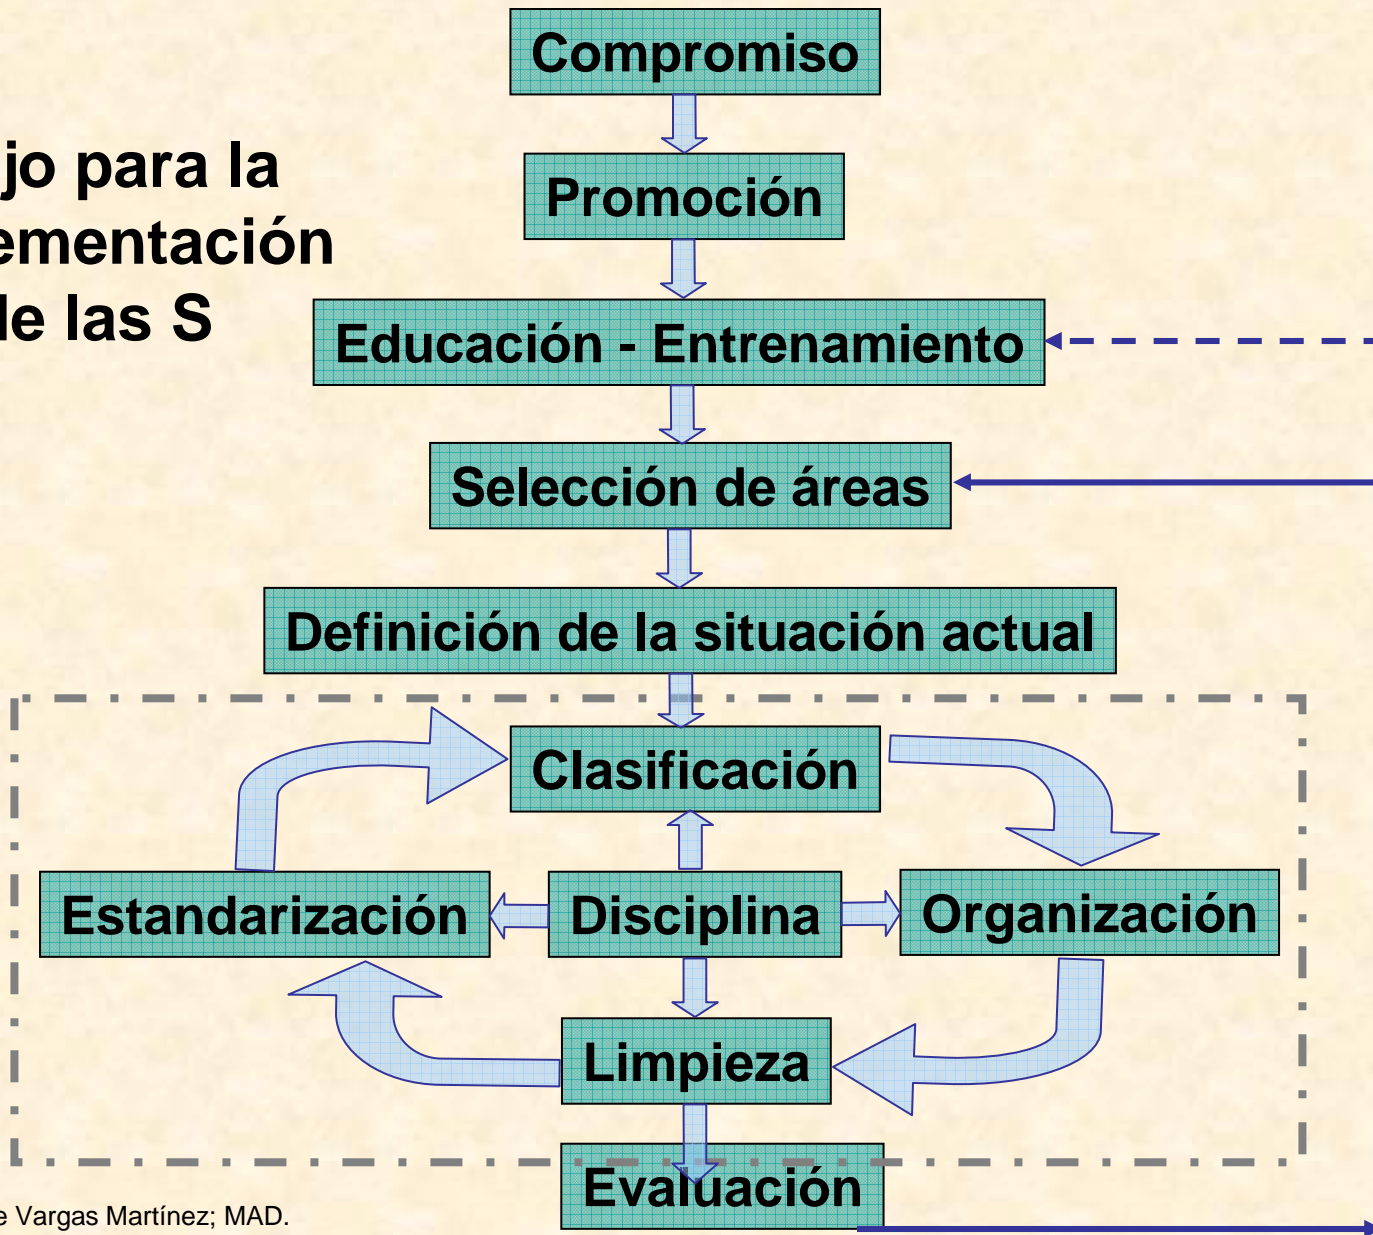 Compromiso
Promoción
jo para la
ementación
de las S
Educación - Entrenamiento
Selección de áreas
Definición de la situación actual
Clasificación
Estandarización
Disciplina
Organización
Limpieza
Evaluación
e Vargas Martínez; MAD.